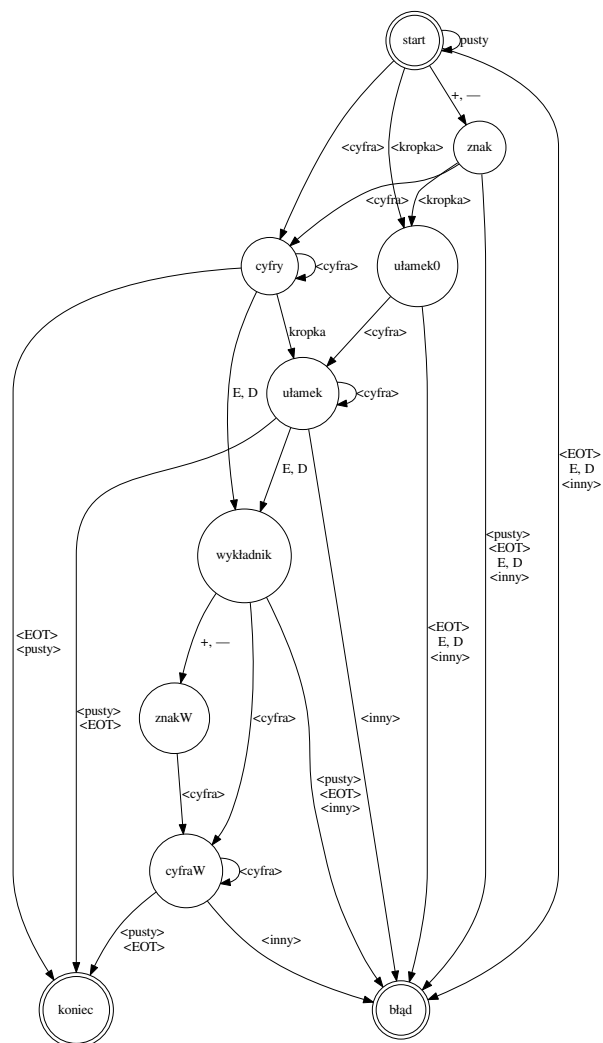 start
pusty
+, —
znak
<cyfra>
<kropka>
<cyfra>
<kropka>
cyfry
<cyfra>
ułamek0
kropka
<cyfra>
ułamek
<cyfra>
E, D
<EOT>
E, D
<inny>
E, D
<pusty>
<EOT>
E, D
<inny>
wykładnik
<EOT>
<pusty>
+, —
<EOT>
E, D
<inny>
<pusty>
<EOT>
znakW
<cyfra>
<inny>
<cyfra>
<pusty>
<EOT>
<inny>
cyfraW
<cyfra>
<pusty>
<EOT>
<inny>
koniec
błąd